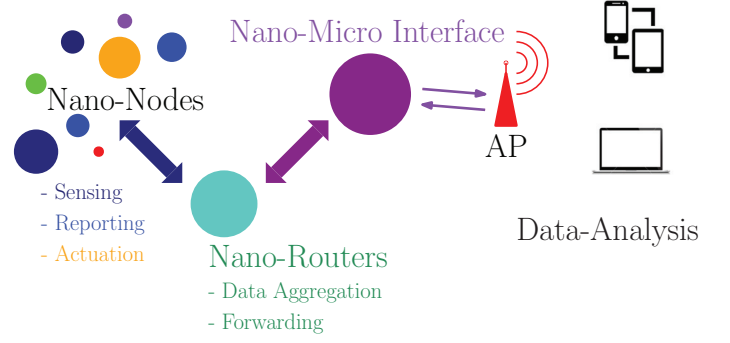 Nano-Micro Interface
Nano-Nodes
AP
- Sensing
- Reporting
- Actuation
Data-Analysis
Nano-Routers
- Data Aggregation
- Forwarding